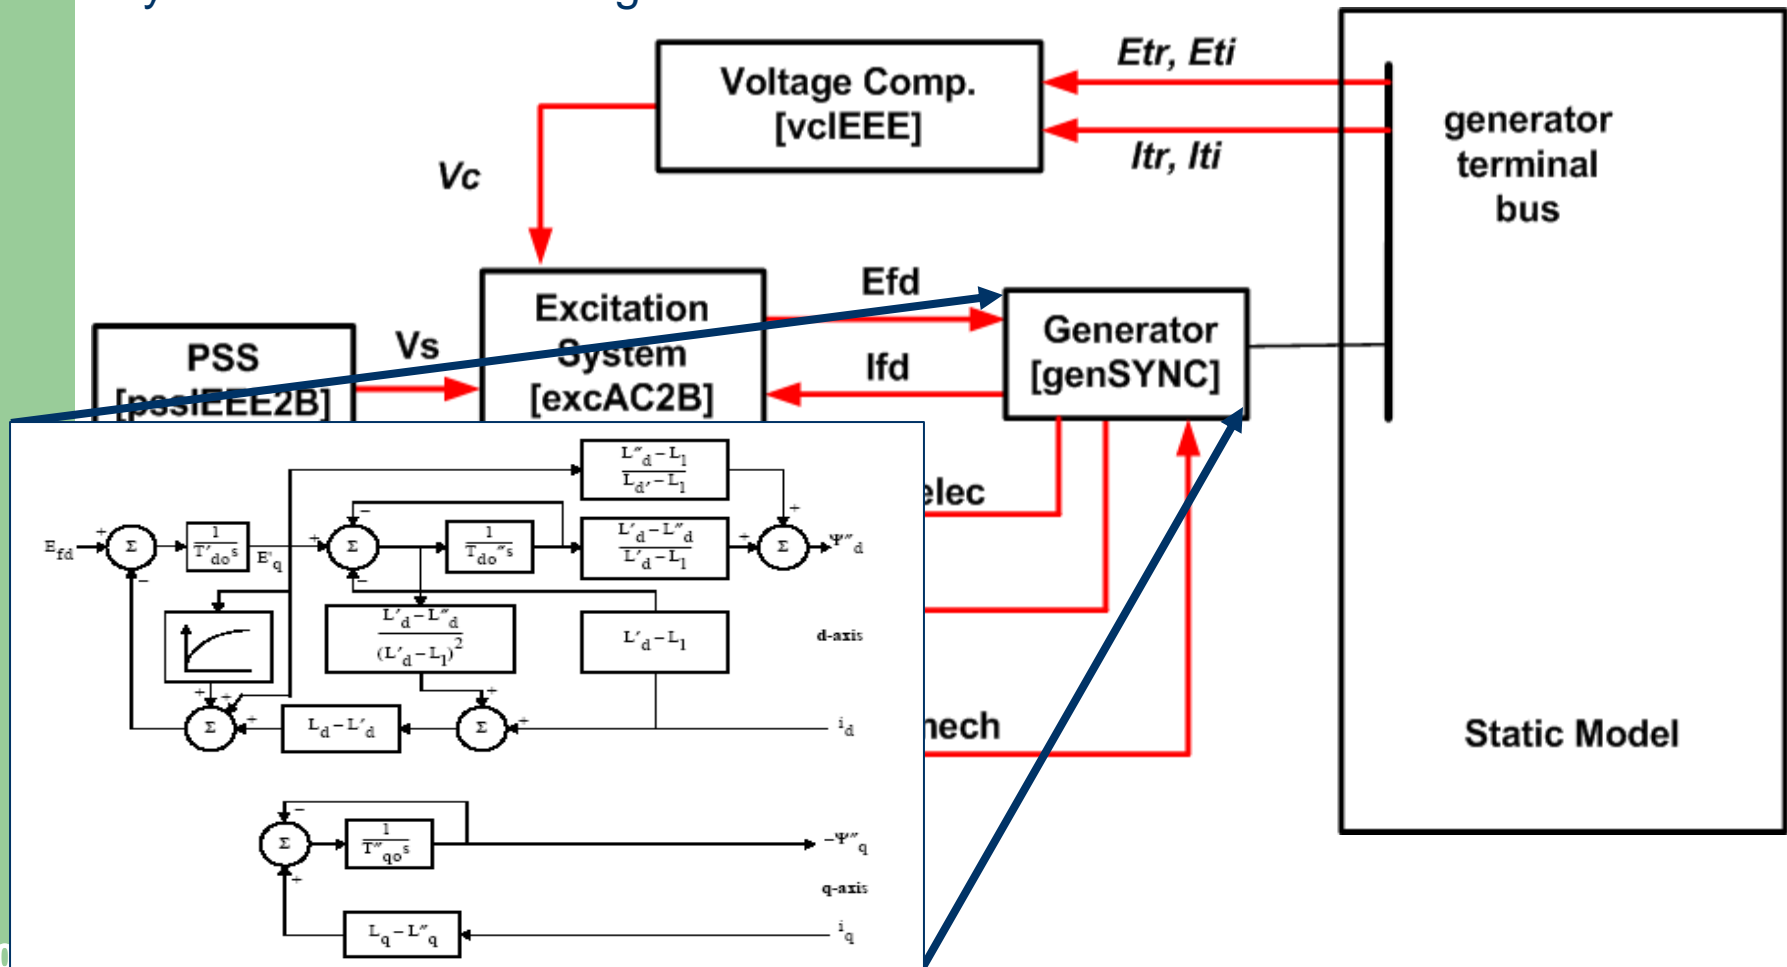 Etr, Eti
Voltage Comp.
[vcIEEE]
Itr, Iti
generator
terminal
bus
Vc
Efd
Excitation
System
[excAC2B]
Generator
[genSYNC]
PSS
[pssIEEE2B]
Vs
Ifd
elec
mech
Static Model
L″d − Ll
Ld′ − Ll
Efd
+
Σ
−
1
T′do s
E′q
+
Σ
−
−
1
Tdo″s
L′d − L″d
L′d − Ll
+
+
Σ
Ψ″d
L′d − L″d
(L′d − Ll)2
L′d − Ll
d-axis
+
+
Σ
+
Ld − L′d
+
Σ
+
id
−
Σ
+
1
T″qo s
−Ψ″q
q-axis
Lq − L″q
iq